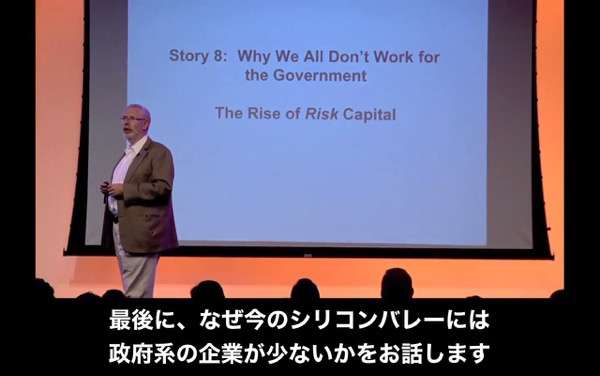 Story 8:  Why We All Don't Work for
the Government
The Rise of Risk Capital
最後に、なぜ今のシリコンバレーには
政府系の企業が少ないかをお話します